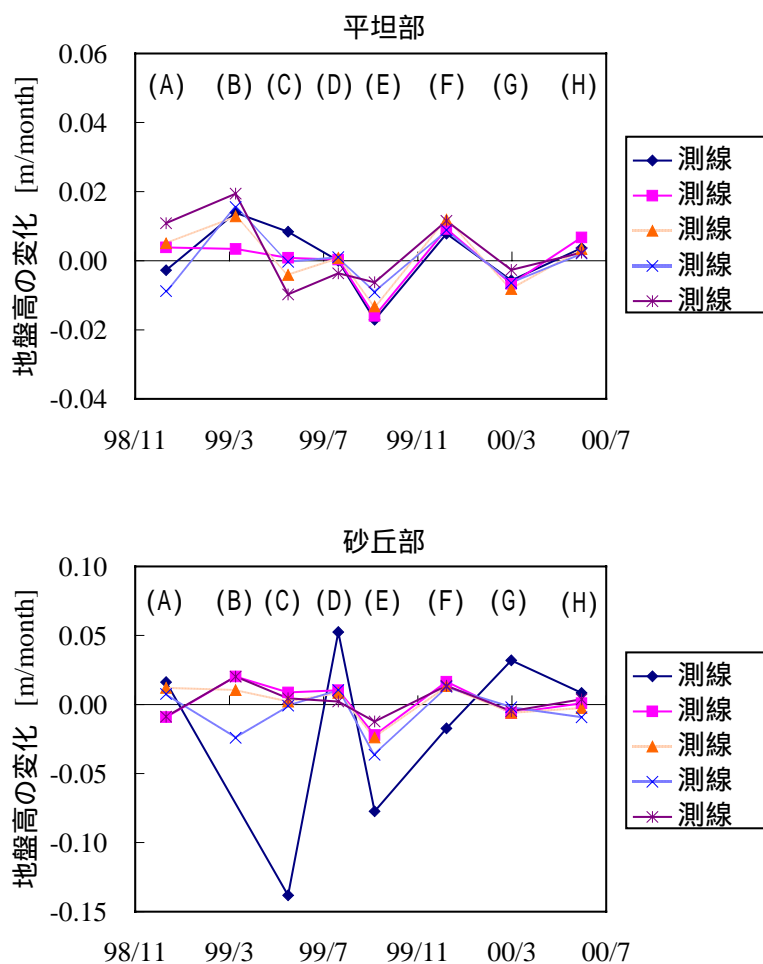 平坦部
地盤高の変化 [m/month]
0.06
0.04
0.02
0.00
-0.02
-0.04
(A) (B) (C) (D) (E) (F) (G) (H)
98/11 99/3 99/7 99/11 00/3 00/7
測線
測線
測線
測線
測線
砂丘部
地盤高の変化 [m/month]
0.10
0.05
0.00
-0.05
-0.10
-0.15
(A) (B) (C) (D) (E) (F) (G) (H)
98/11 99/3 99/7 99/11 00/3 00/7
測線
測線
測線
測線
測線